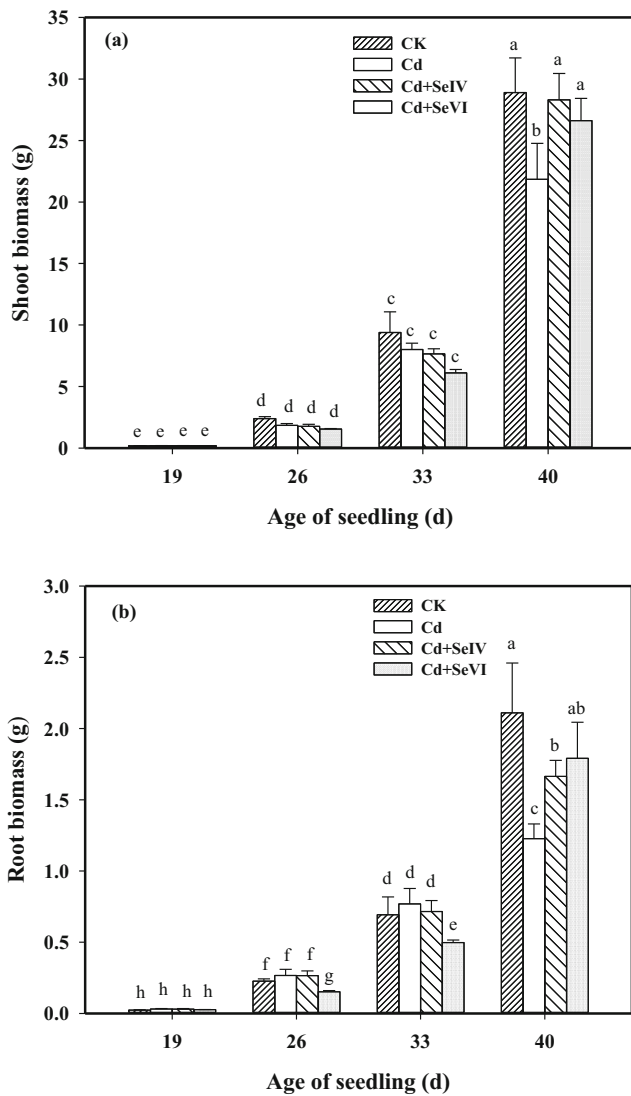 (a)
CK
Cd
Cd+SeIV
Cd+SeVI
35
30
25
20
15
10
5
0
Shoot biomass (g)
e e e e
d d d d
c c c c
a b a a
19 26 33 40
Age of seedling (d)
(b)
CK
Cd
Cd+SeIV
Cd+SeVI
3.0
2.5
2.0
1.5
1.0
0.5
0.0
Root biomass (g)
h h h h
f f f g
d d d e
a c b ab
19 26 33 40
Age of seedling (d)